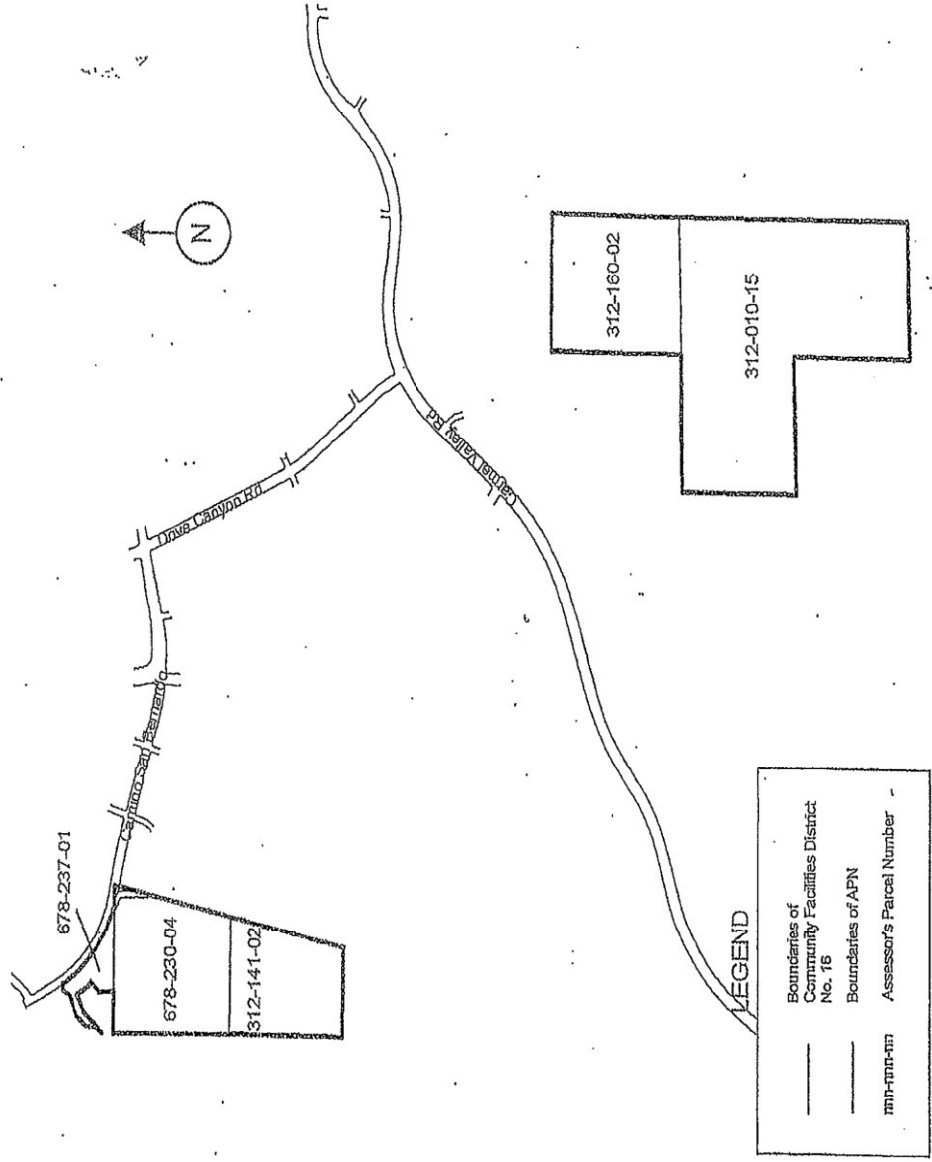 N
678-237-01
Camino San Bernardo
Dove Canyon Rd
678-230-04
312-141-02
Carmel Valley Rd
312-160-02
312-010-15
LEGEND
Boundaries of
Community Facilities District
No. 16
Boundaries of APN
nnn-nnn-nn Assessor's Parcel Number